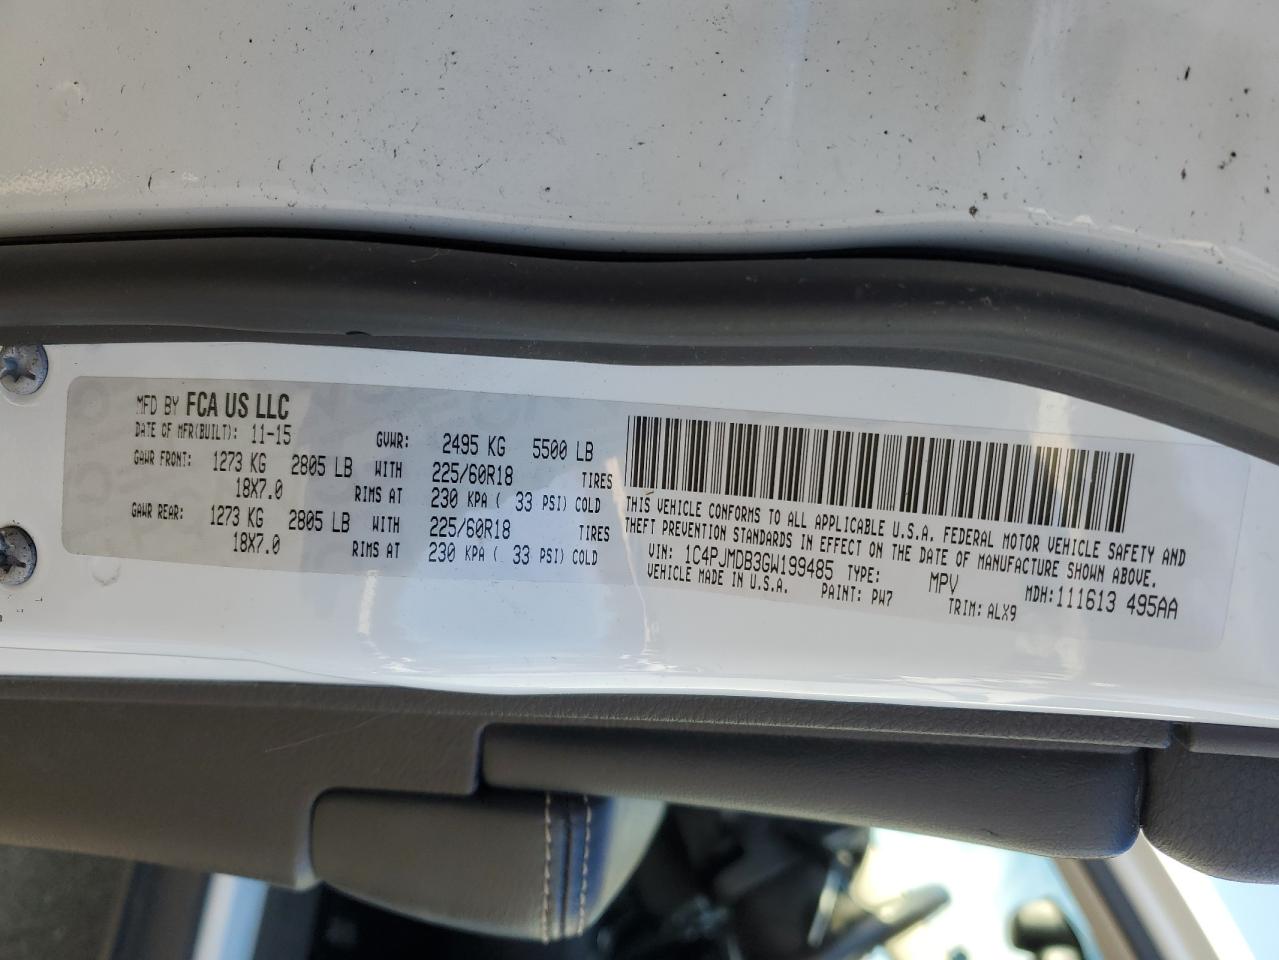 MFD BY FCA US LLC
DATE OF MFR(BUILT): 11-15 GVWR: 2495 KG 5500 LB
GAWR FRONT: 1273 KG 2805 LB WITH 225/60R18 TIRES
18X7.0 RIMS AT 230 KPA ( 33 PSI) COLD
GAWR REAR: 1273 KG 2805 LB WITH 225/60R18 TIRES
18X7.0 RIMS AT 230 KPA ( 33 PSI) COLD
THIS VEHICLE CONFORMS TO ALL APPLICABLE U.S.A. FEDERAL MOTOR VEHICLE SAFETY AND
THEFT PREVENTION STANDARDS IN EFFECT ON THE DATE OF MANUFACTURE SHOWN ABOVE.
VIN: 1C4PJMDB3GW199485 TYPE: MPV MDH:111613 495AA
VEHICLE MADE IN U.S.A. PAINT: PW7 TRIM: ALX9